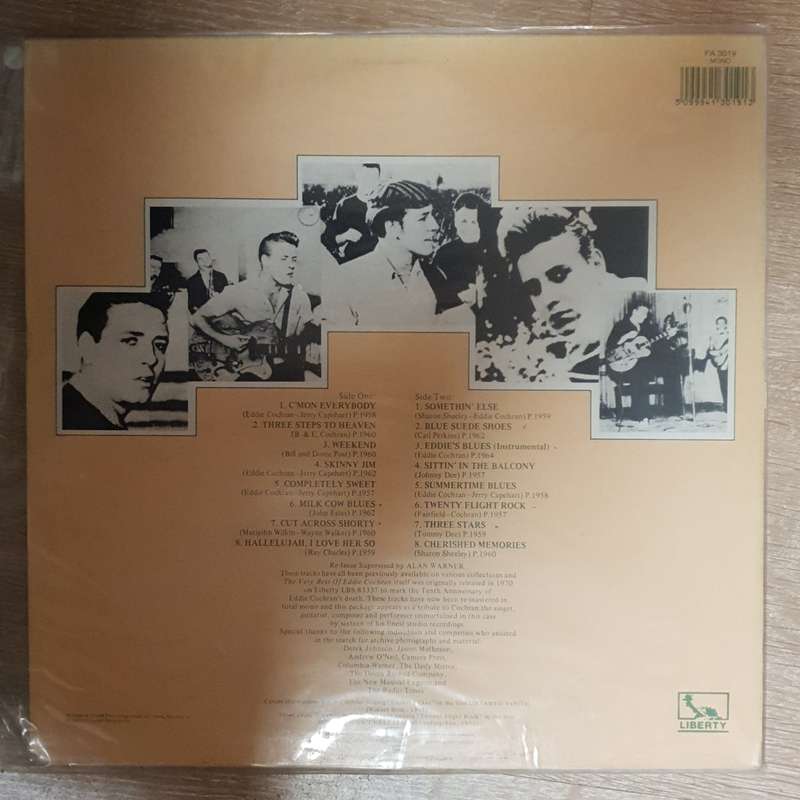 FA 3019
MONO
5 099941 301912
Side One
1. C'MON EVERYBODY
(Eddie Cochran-Jerry Capehart) P.1958
2. THREE STEPS TO HEAVEN
(B. & E. Cochran) P.1960
3. WEEKEND
(Bill and Doree Post) P.1960
4. SKINNY JIM
(Eddie Cochran-Jerry Capehart) P.1962
5. COMPLETELY SWEET
(Eddie Cochran-Jerry Capehart) P.1957
6. MILK COW BLUES
(John Estes) P.1962
7. CUT ACROSS SHORTY
(Marijohn Wilkin-Wayne Walker) P.1960
8. HALLELUJAH, I LOVE HER SO
(Ray Charles) P.1959
Side Two
1. SOMETHIN' ELSE
(Sharon Sheeley-Eddie Cochran) P.1959
2. BLUE SUEDE SHOES
(Carl Perkins) P.1962
3. EDDIE'S BLUES (Instrumental)
(Eddie Cochran) P.1964
4. SITTIN' IN THE BALCONY
(Johnny Dee) P.1957
5. SUMMERTIME BLUES
(Eddie Cochran-Jerry Capehart) P.1958
6. TWENTY FLIGHT ROCK
(Fairfield-Cochran) P.1957
7. THREE STARS
(Tommy Dee) P.1959
8. CHERISHED MEMORIES
(Sharon Sheeley) P.1960
Re-Issue Supervised by ALAN WARNER
These tracks have all been previously available on various collections and
The Very Best Of Eddie Cochran itself was originally released in 1970
on Liberty LBS 83337 to mark the Tenth Anniversary of
Eddie Cochran's death. These tracks have now been re-mastered in
total mono and this package appears as a tribute to Cochran the singer,
guitarist, composer and performer immortalised in this case
by sixteen of his finest studio recordings.
Special thanks to the following individuals and companies who assisted
in the search for archive photographs and material:
Derek Johnson, Jason Matheson,
Andrew O'Neil, Camera Press,
Columbia-Warner, The Daily Mirror,
The Decca Record Company,
The New Musical Express and
The Radio Times
LIBERTY